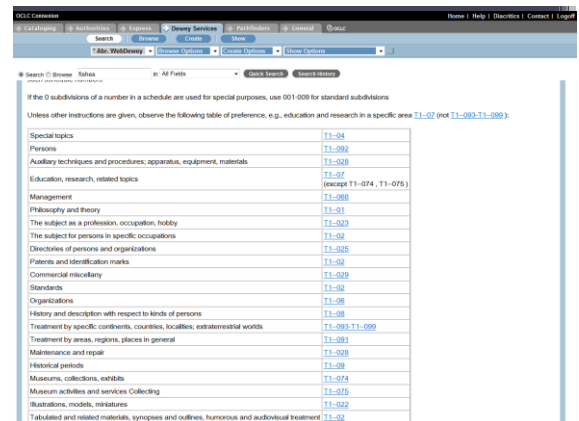 OCLC Connexion
Home | Help | Diacritics | Contact | Logoff
Cataloging Authorities Express Dewey Services Pathfinders General OCLC
Search Browse Create Show
*Abr. WebDewey Browse Options Create Options Show Options
Search Browse fishes in All Fields Quick Search Search History
such schedule numbers
If the 0 subdivisions of a number in a schedule are used for special purposes, use 001-009 for standard subdivisions
Unless other instructions are given, observe the following table of preference, e.g., education and research in a specific area T1--07 (not T1--093-T1--099 ):
Special topics T1--04
Persons T1--092
Auxiliary techniques and procedures; apparatus, equipment, materials T1--028
Education, research, related topics T1--07
(except T1--074 , T1--075 )
Management T1--068
Philosophy and theory T1--01
The subject as a profession, occupation, hobby T1--023
The subject for persons in specific occupations T1--02
Directories of persons and organizations T1--025
Patents and identification marks T1--02
Commercial miscellany T1--029
Standards T1--02
Organizations T1--06
History and description with respect to kinds of persons T1--08
Treatment by specific continents, countries, localities; extraterrestrial worlds T1--093-T1--099
Treatment by areas, regions, places in general T1--091
Maintenance and repair T1--028
Historical periods T1--09
Museums, collections, exhibits T1--074
Museum activities and services Collecting T1--075
Illustrations, models, miniatures T1--022
Tabulated and related materials, synopses and outlines, humorous and audiovisual treatment T1--02